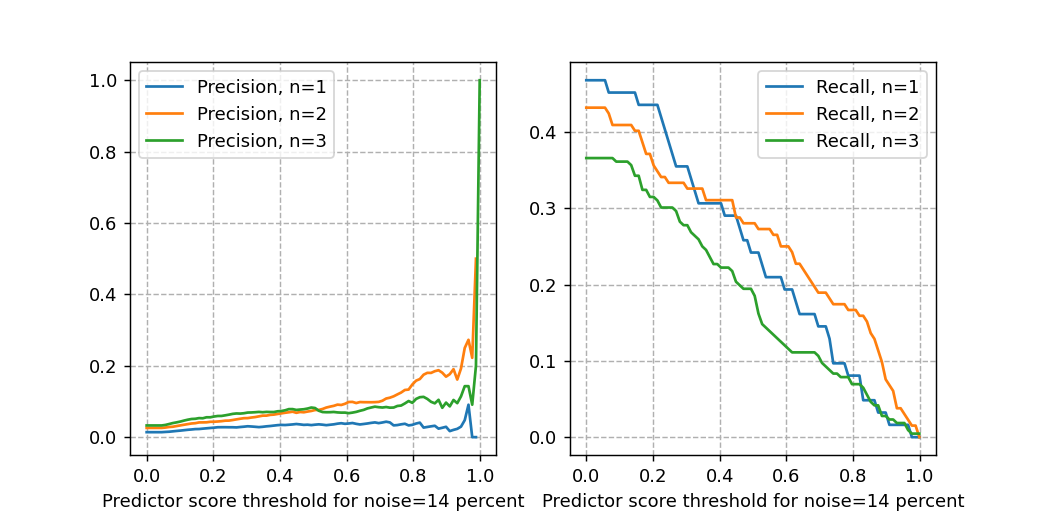 Precision, n=1
Precision, n=2
Precision, n=3
1.0
0.8
0.6
0.4
0.2
0.0
0.0 0.2 0.4 0.6 0.8 1.0
Predictor score threshold for noise=14 percent
Recall, n=1
Recall, n=2
Recall, n=3
0.4
0.3
0.2
0.1
0.0
0.0 0.2 0.4 0.6 0.8 1.0
Predictor score threshold for noise=14 percent